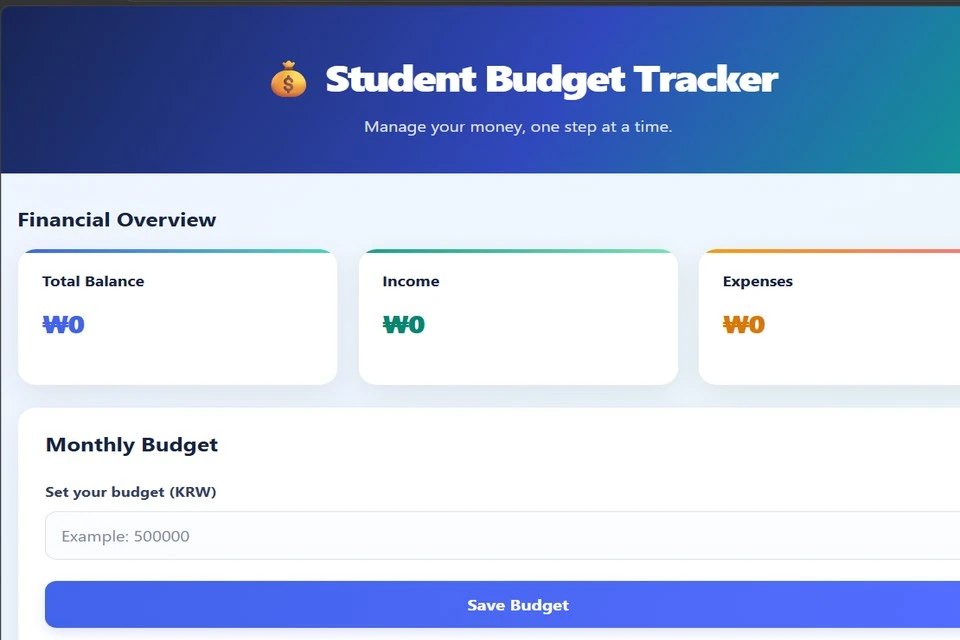 Student Budget Tracker
Manage your money, one step at a time.
Financial Overview
Total Balance
₩0
Income
₩0
Expenses
₩0
Monthly Budget
Set your budget (KRW)
Example: 500000
Save Budget